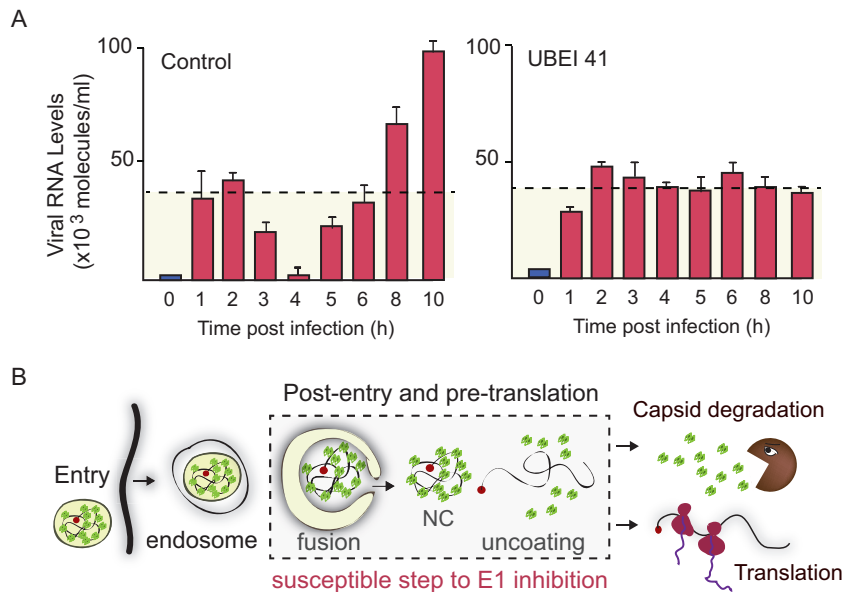 A
Viral RNA Levels
(x10 3 molecules/ml)
Control
100
50
0 1 2 3 4 5 6 8 10
Time post infection (h)
UBEI 41
100
50
0 1 2 3 4 5 6 8 10
Time post infection (h)
B
Post-entry and pre-translation
Capsid degradation
Entry
endosome
fusion
NC
uncoating
susceptible step to E1 inhibition
Translation